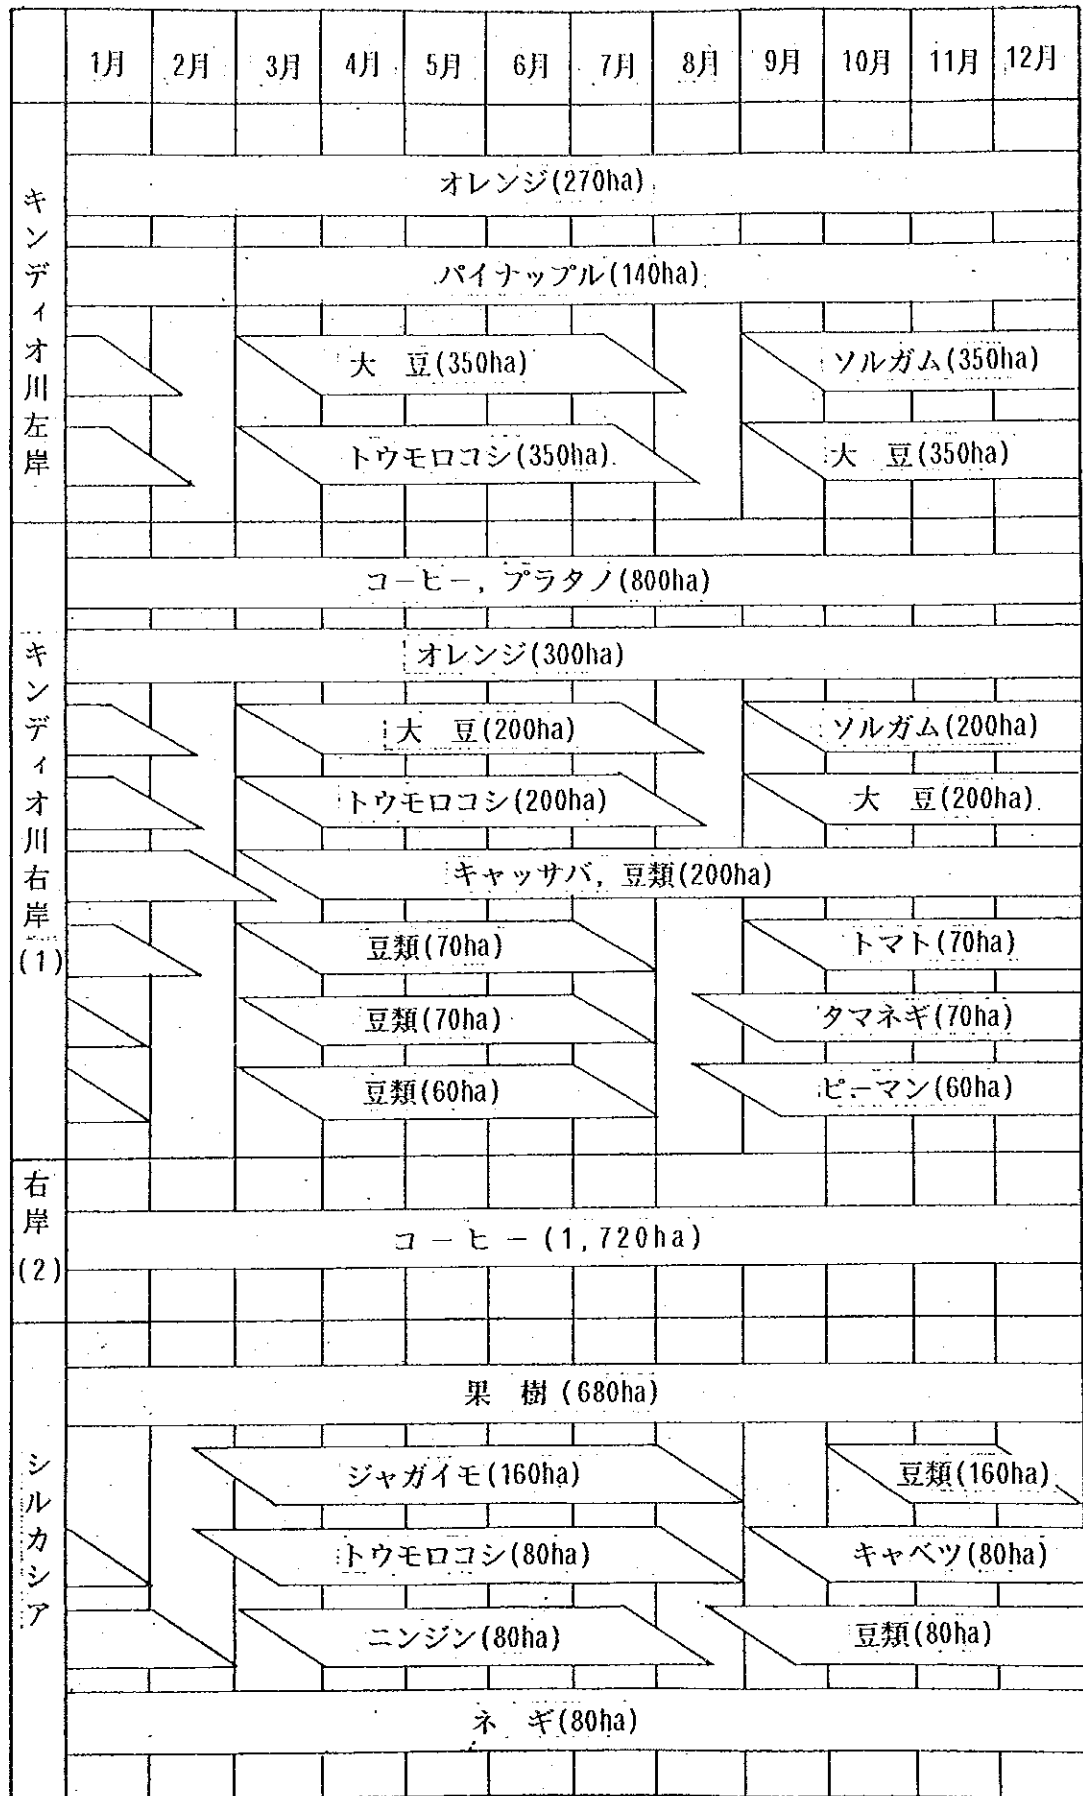 1月 2月 3月 4月 5月 6月 7月 8月 9月 10月 11月 12月
キンディオ川左岸
オレンジ(270ha)
パイナップル(140ha)
大 豆(350ha) ソルガム(350ha)
トウモロコシ(350ha) 大 豆(350ha)
キンディオ川右岸(1)
コーヒー, プラタノ(800ha)
オレンジ(300ha)
大 豆(200ha) ソルガム(200ha)
トウモロコシ(200ha) 大 豆(200ha)
キャッサバ, 豆類(200ha)
豆類(70ha) トマト(70ha)
豆類(70ha) タマネギ(70ha)
豆類(60ha) ピーマン(60ha)
右岸(2)
コーヒー(1,720ha)
シルカシア
果 樹(680ha)
ジャガイモ(160ha) 豆類(160ha)
トウモロコシ(80ha) キャベツ(80ha)
ニンジン(80ha) 豆類(80ha)
ネ ギ(80ha)